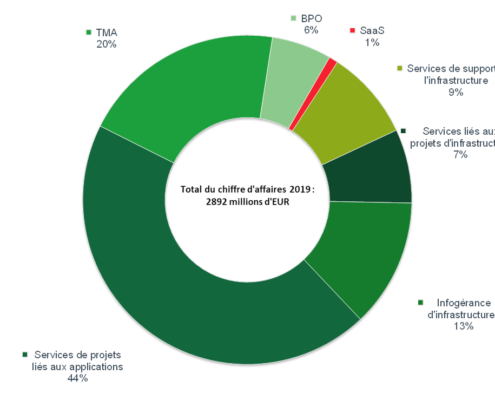 TMA
20%
BPO
6%
SaaS
1%
Services de support
l'infrastructure
9%
Services liés aux
projets d'infrastruct
7%
Total du chiffre d'affaires 2019 :
2892 millions d'EUR
Infogérance
d'infrastructure
13%
Services de projets
liés aux applications
44%